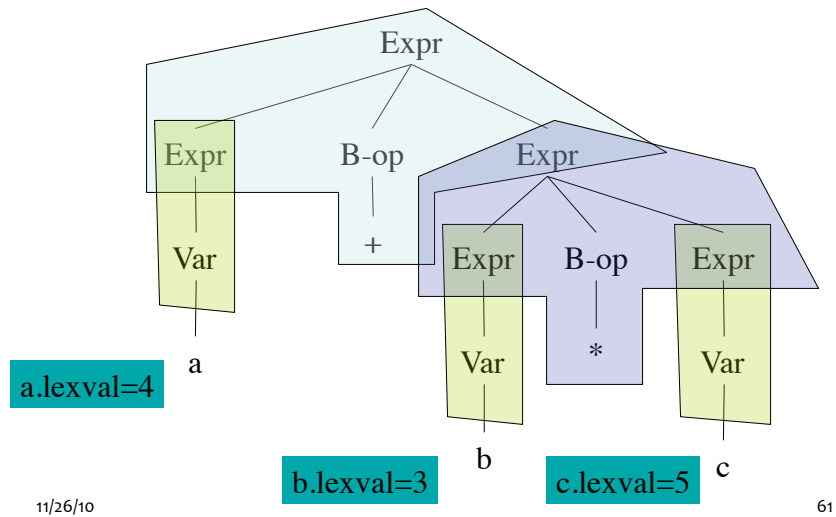 Expr
Expr B-op Expr
+
Var Expr B-op Expr
a.lexval=4 a Var * Var
b.lexval=3 b c.lexval=5 c
11/26/10 61